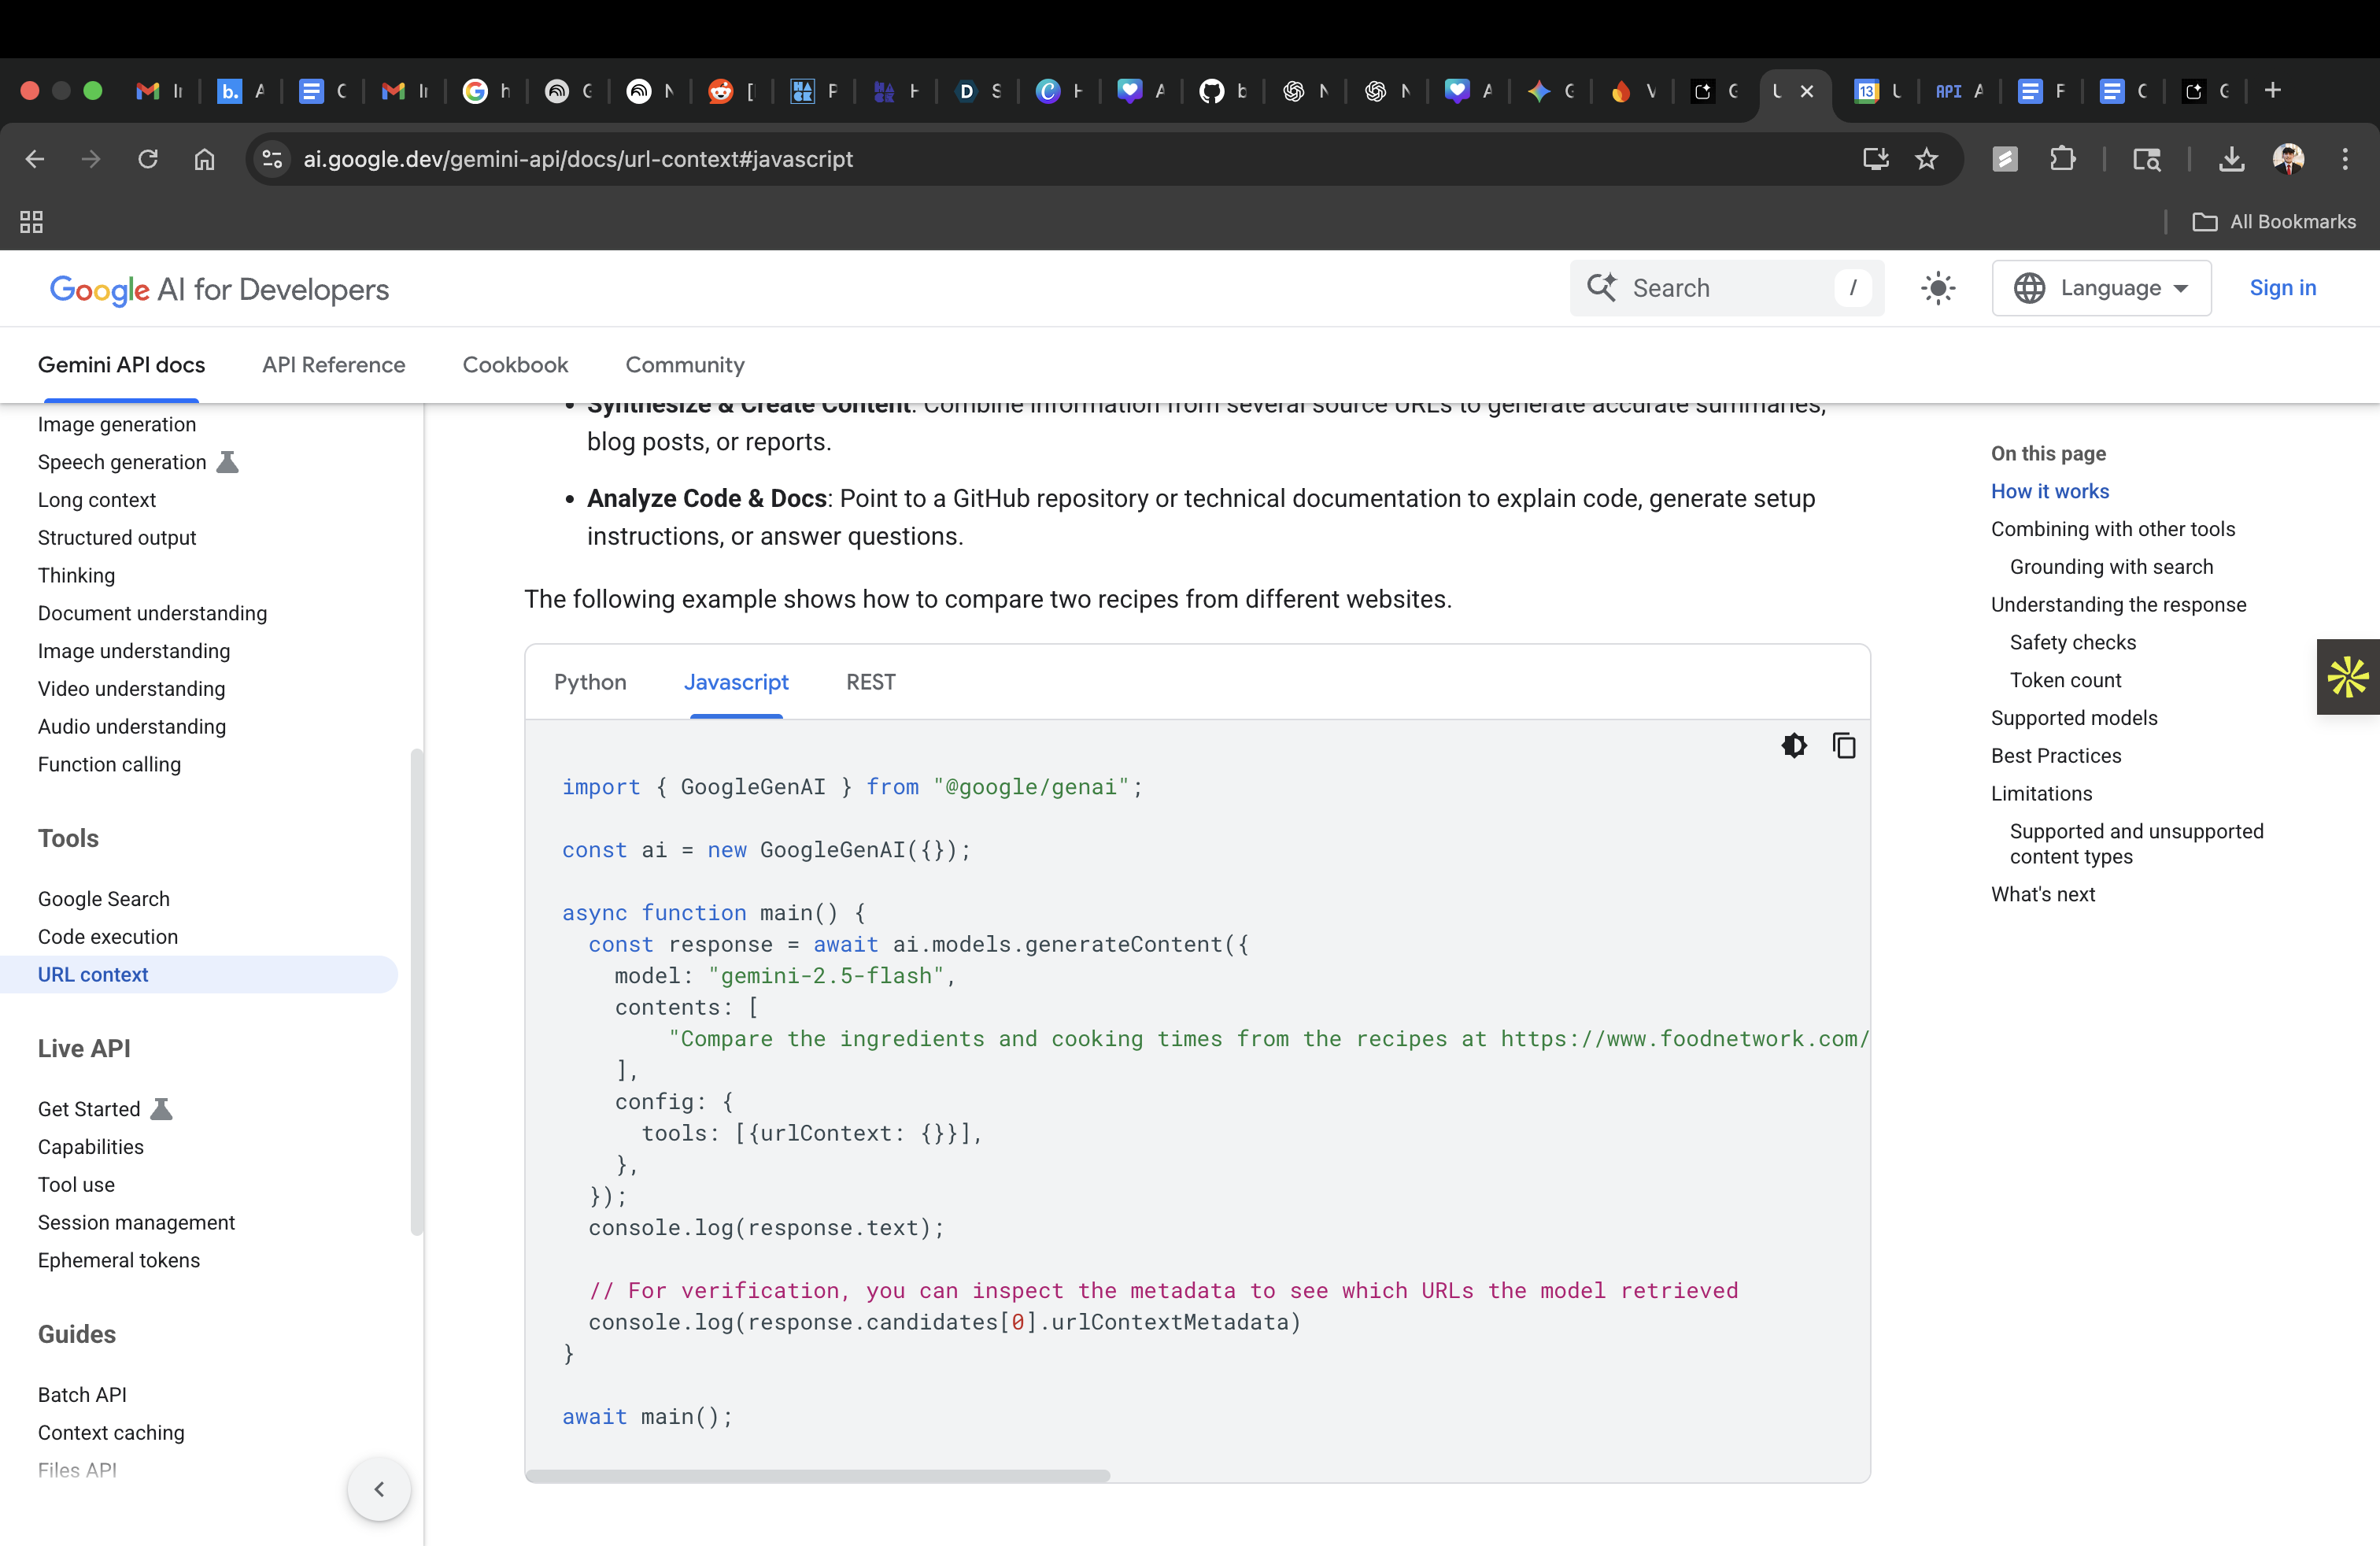 b.
D
13
API
ai.google.dev/gemini-api/docs/url-context#javascript
All Bookmarks
Google AI for Developers
Search
/
Language
Sign in
Gemini API docs
API Reference
Cookbook
Community
Image generation
Speech generation
Long context
Structured output
Thinking
Document understanding
Image understanding
Video understanding
Audio understanding
Function calling
Tools
Google Search
Code execution
URL context
Live API
Get Started
Capabilities
Tool use
Session management
Ephemeral tokens
Guides
Batch API
Context caching
Files API
Synthesize & Create Content: Combine information from several source URLs to generate accurate summaries,
blog posts, or reports.
• Analyze Code & Docs: Point to a GitHub repository or technical documentation to explain code, generate setup
instructions, or answer questions.
The following example shows how to compare two recipes from different websites.
Python
Javascript
REST
import { GoogleGenAI } from "@google/genai";
const ai = new GoogleGenAI({});
async function main() {
const response = await ai.models.generateContent({
model: "gemini-2.5-flash",
contents: [
"Compare the ingredients and cooking times from the recipes at https://www.foodnetwork.com/
],
config: {
tools: [{urlContext: {}}],
},
});
console.log(response.text);
// For verification, you can inspect the metadata to see which URLs the model retrieved
console.log(response.candidates[0].urlContextMetadata)
}
await main();
On this page
How it works
Combining with other tools
Grounding with search
Understanding the response
Safety checks
Token count
Supported models
Best Practices
Limitations
Supported and unsupported
content types
What's next